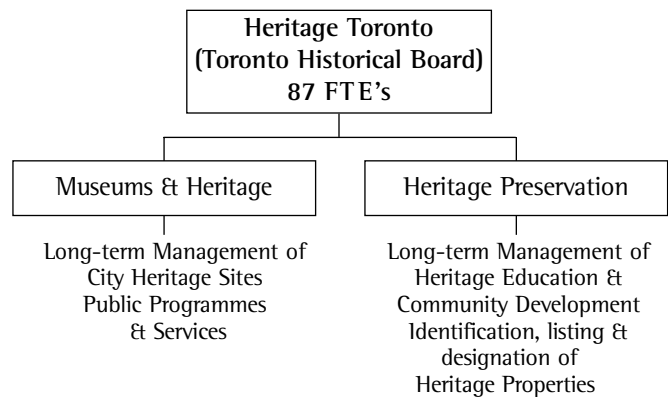 Heritage Toronto
(Toronto Historical Board)
87 FTE's
Museums & Heritage
Heritage Preservation
Long-term Management of
City Heritage Sites
Public Programmes
& Services
Long-term Management of
Heritage Education &
Community Development
Identification, listing &
designation of
Heritage Properties